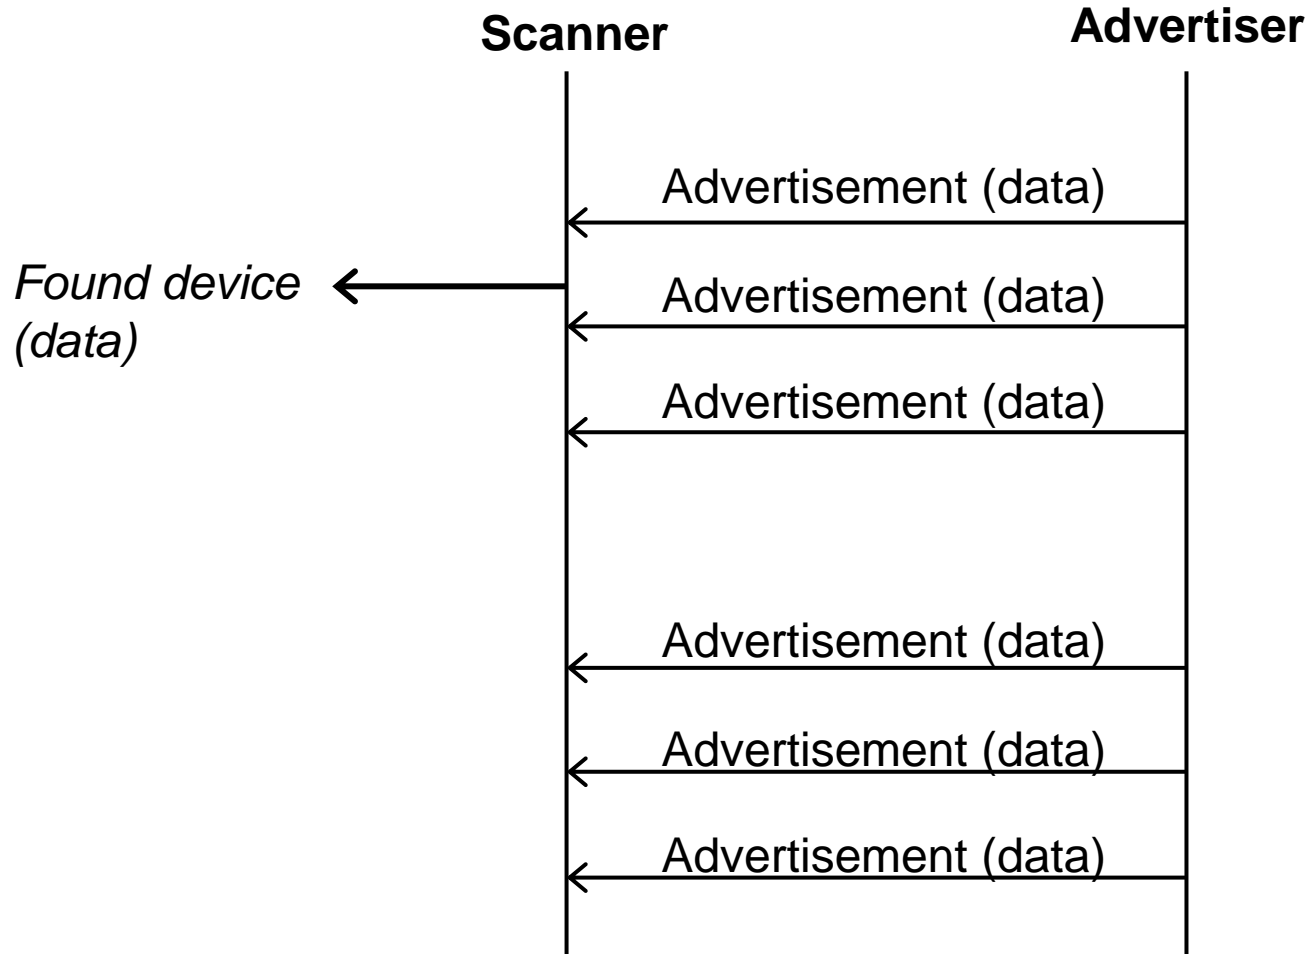 Scanner
Advertiser
Advertisement (data)
Found device
(data)
Advertisement (data)
Advertisement (data)
Advertisement (data)
Advertisement (data)
Advertisement (data)